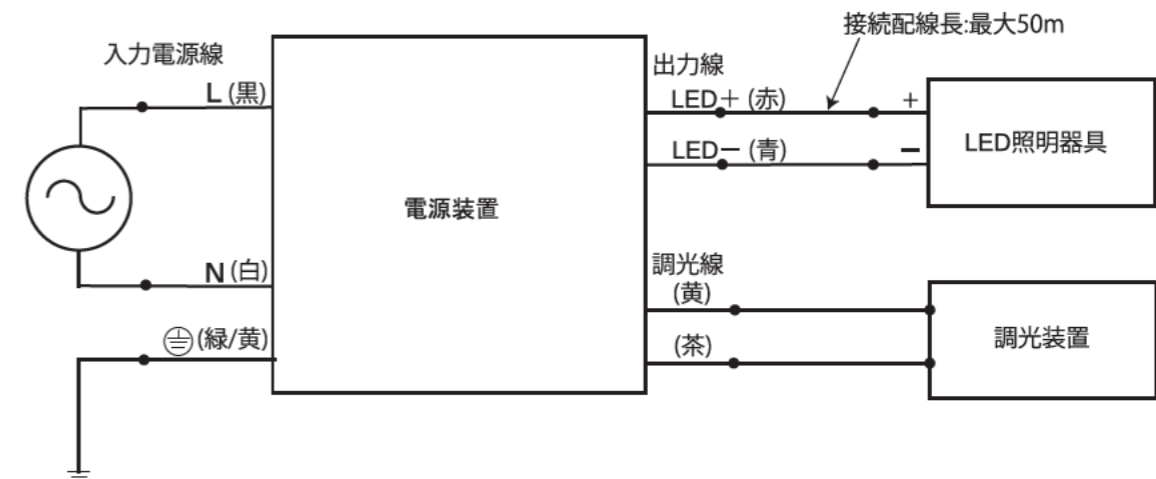 接続配線長:最大50m
入力電源線
出力線
L (黒)
LED＋ (赤)
+
LED照明器具
LED－ (青)
−
電源装置
N (白)
調光線
(黄)
(緑/黄)
(茶)
調光装置